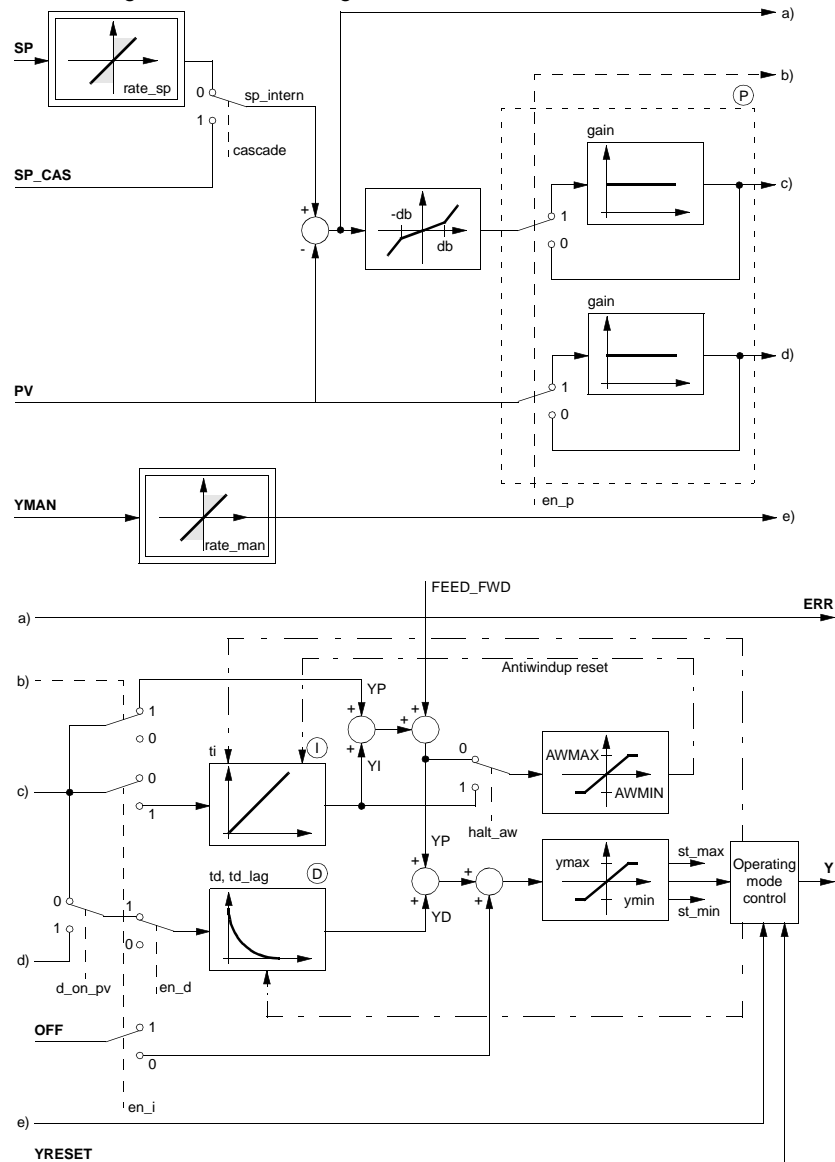 a)
SP
rate_sp
b)
0
sp_intern
P
1
cascade
gain
SP_CAS
c)
+
-db
1
-
db
0
gain
d)
PV
1
0
en_p
YMAN
e)
rate_man
FEED_FWD
a)
ERR
Antiwindup reset
b)
YP
1
+
+
+
0
ti
I
+
0
AWMAX
0
YI
c)
1
AWMIN
1
halt_aw
YP
st_max
td, td_lag
D
+
+
ymax
Operating
mode
control
Y
0
1
+
YD
+
ymin
st_min
1
0
d)
d_on_pv
en_d
OFF
1
0
en_i
e)
YRESET